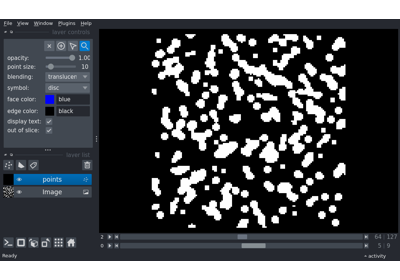 File View Window Plugins Help
layer controls
opacity: 1.00
point size: 10
blending: translucen
symbol: disc
face color: blue
edge color: black
display text:
out of slice:
layer list
points
Image
2 64 127
0 5 9
Ready activity